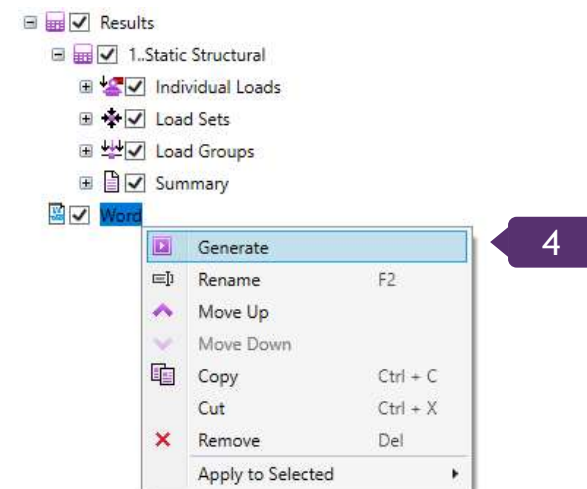 Results
1..Static Structural
Individual Loads
Load Sets
Load Groups
Summary
Word
Generate
4
Rename F2
Move Up
Move Down
Copy Ctrl + C
Cut Ctrl + X
Remove Del
Apply to Selected